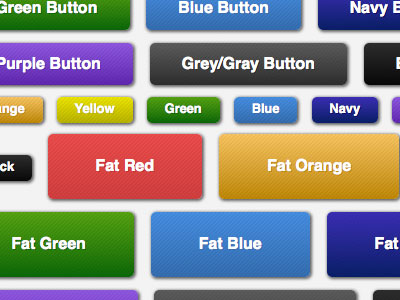 Green Button Blue Button Navy B
Purple Button Grey/Gray Button
nge Yellow Green Blue Navy
ck Fat Red Fat Orange
Fat Green Fat Blue Fat